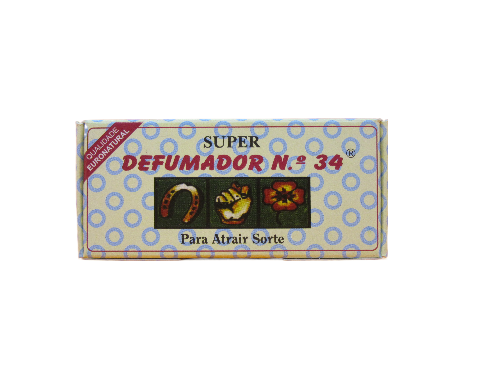 QUALIDADE
EURONATURAL
SUPER
DEFUMADOR N.º 34 ®
Para Atrair Sorte